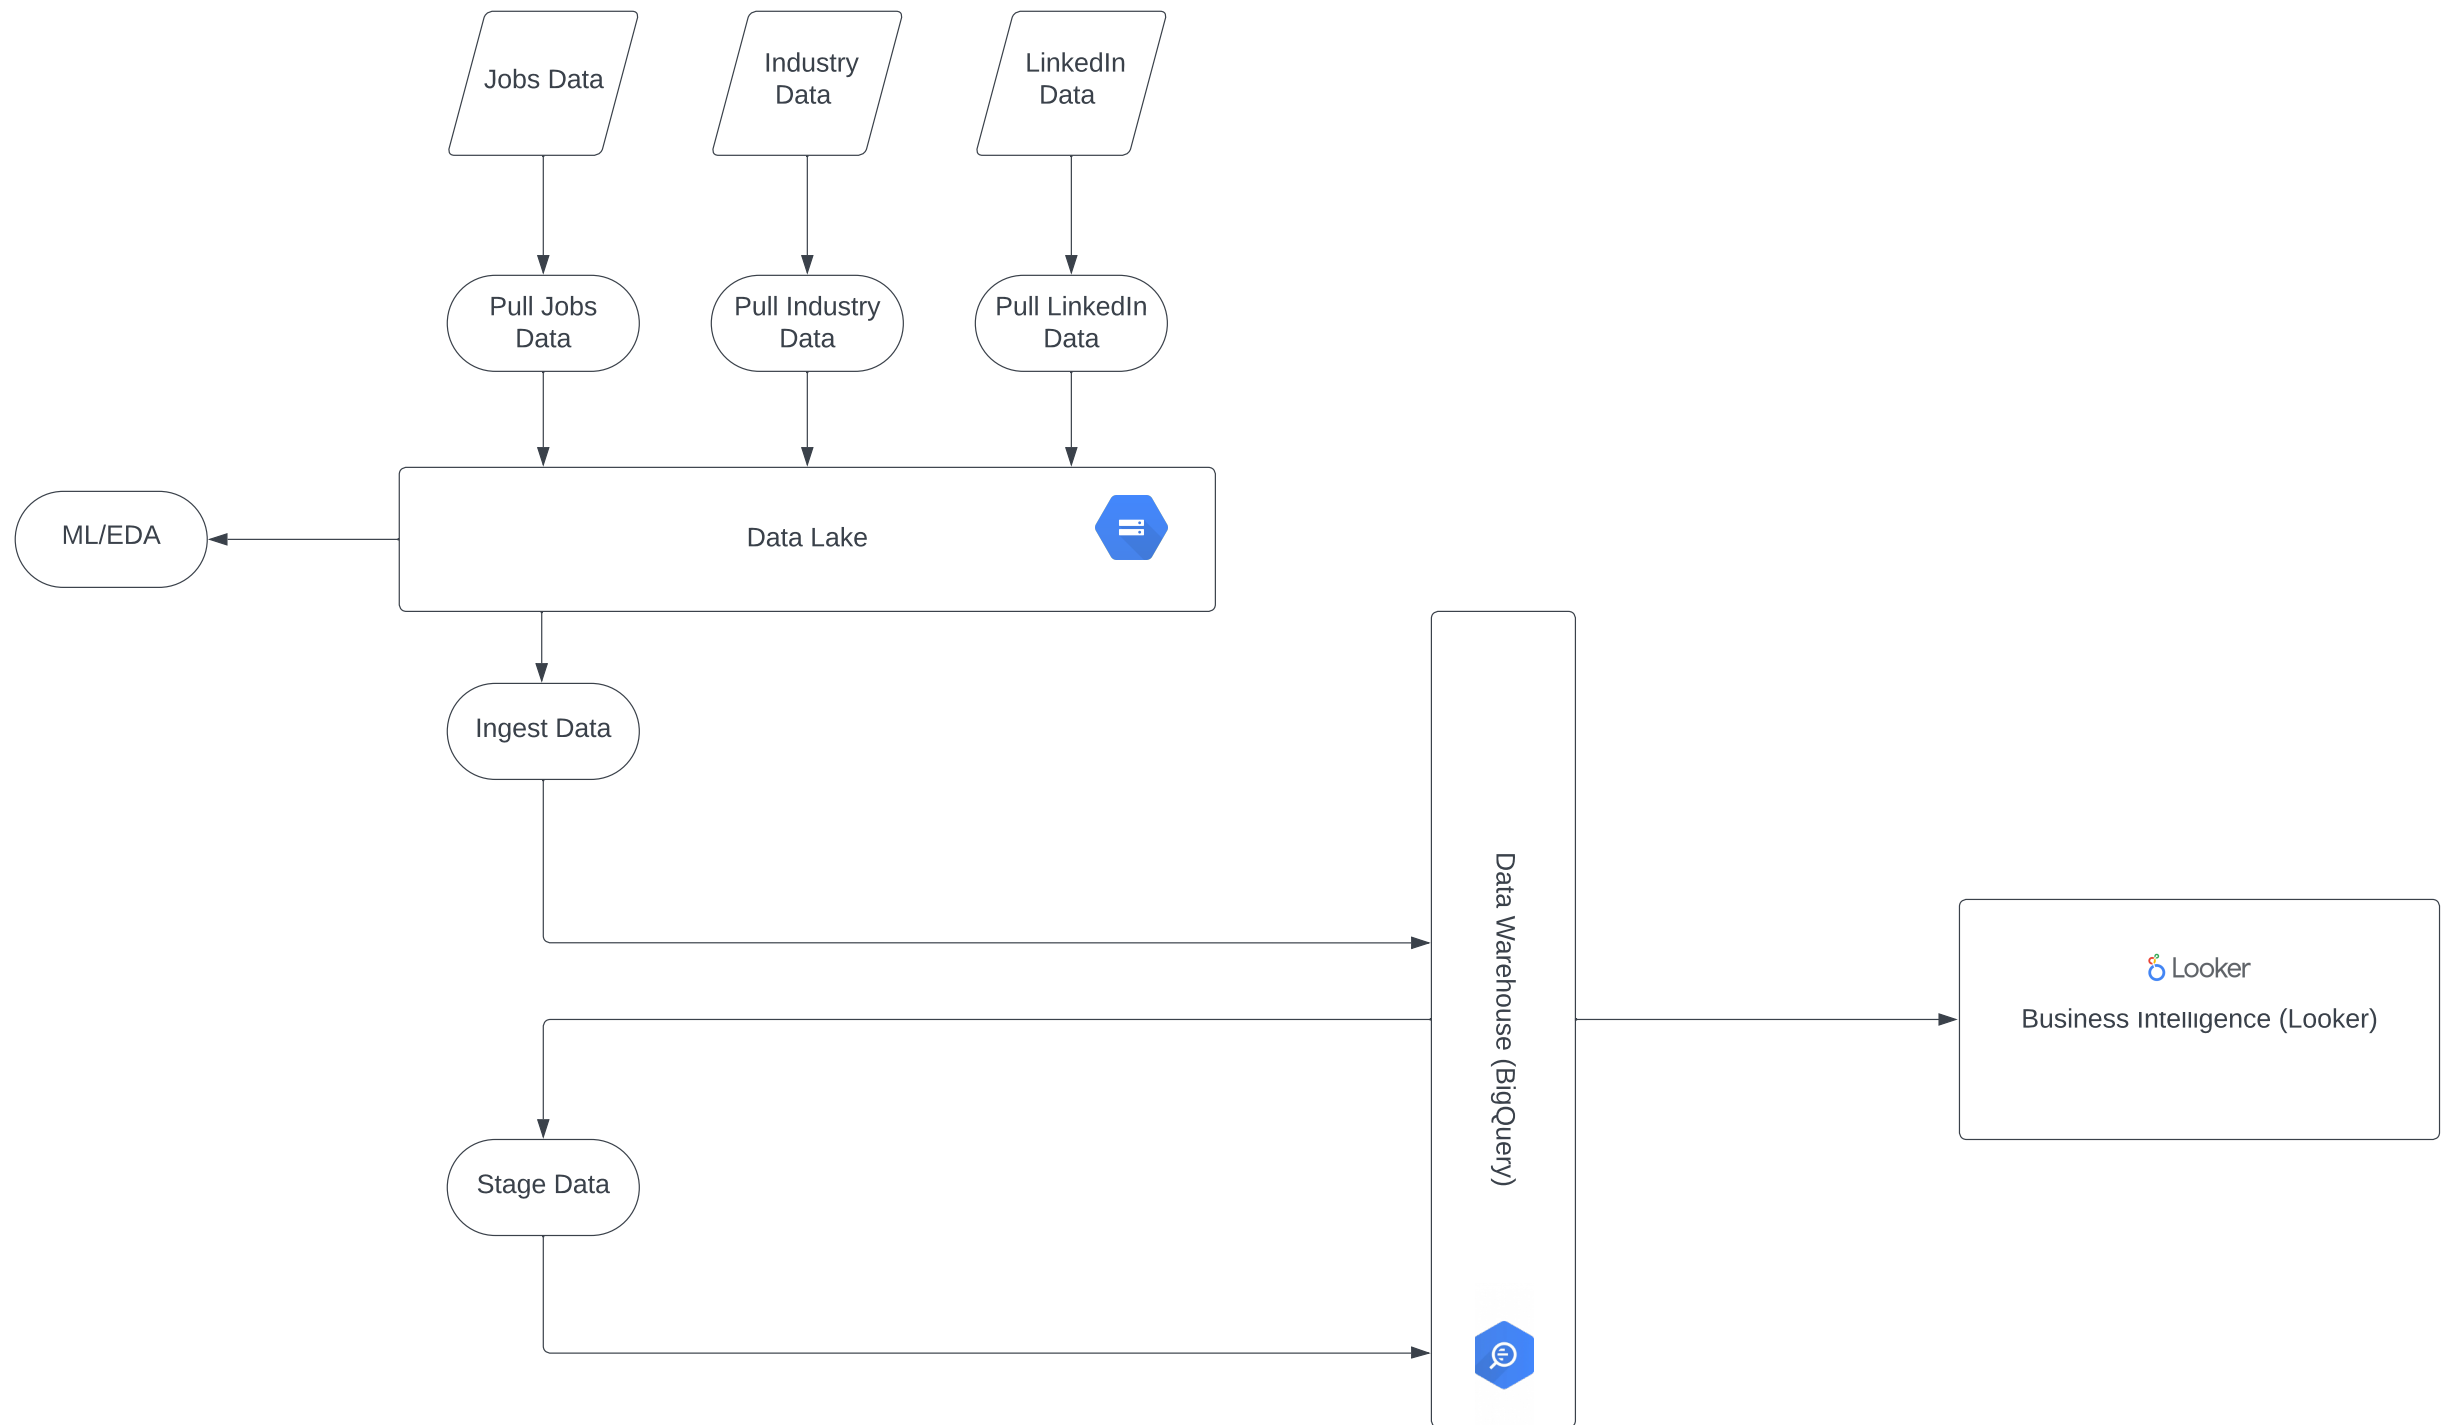 Jobs Data
Industry
Data
LinkedIn
Data
Pull Jobs
Data
Pull Industry
Data
Pull LinkedIn
Data
ML/EDA
Data Lake
Ingest Data
Data Warehouse (BigQuery)
Looker
Business Intelligence (Looker)
Stage Data